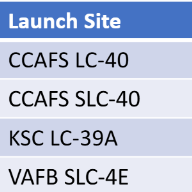 Launch Site
CCAFS LC-40
CCAFS SLC-40
KSC LC-39A
VAFB SLC-4E